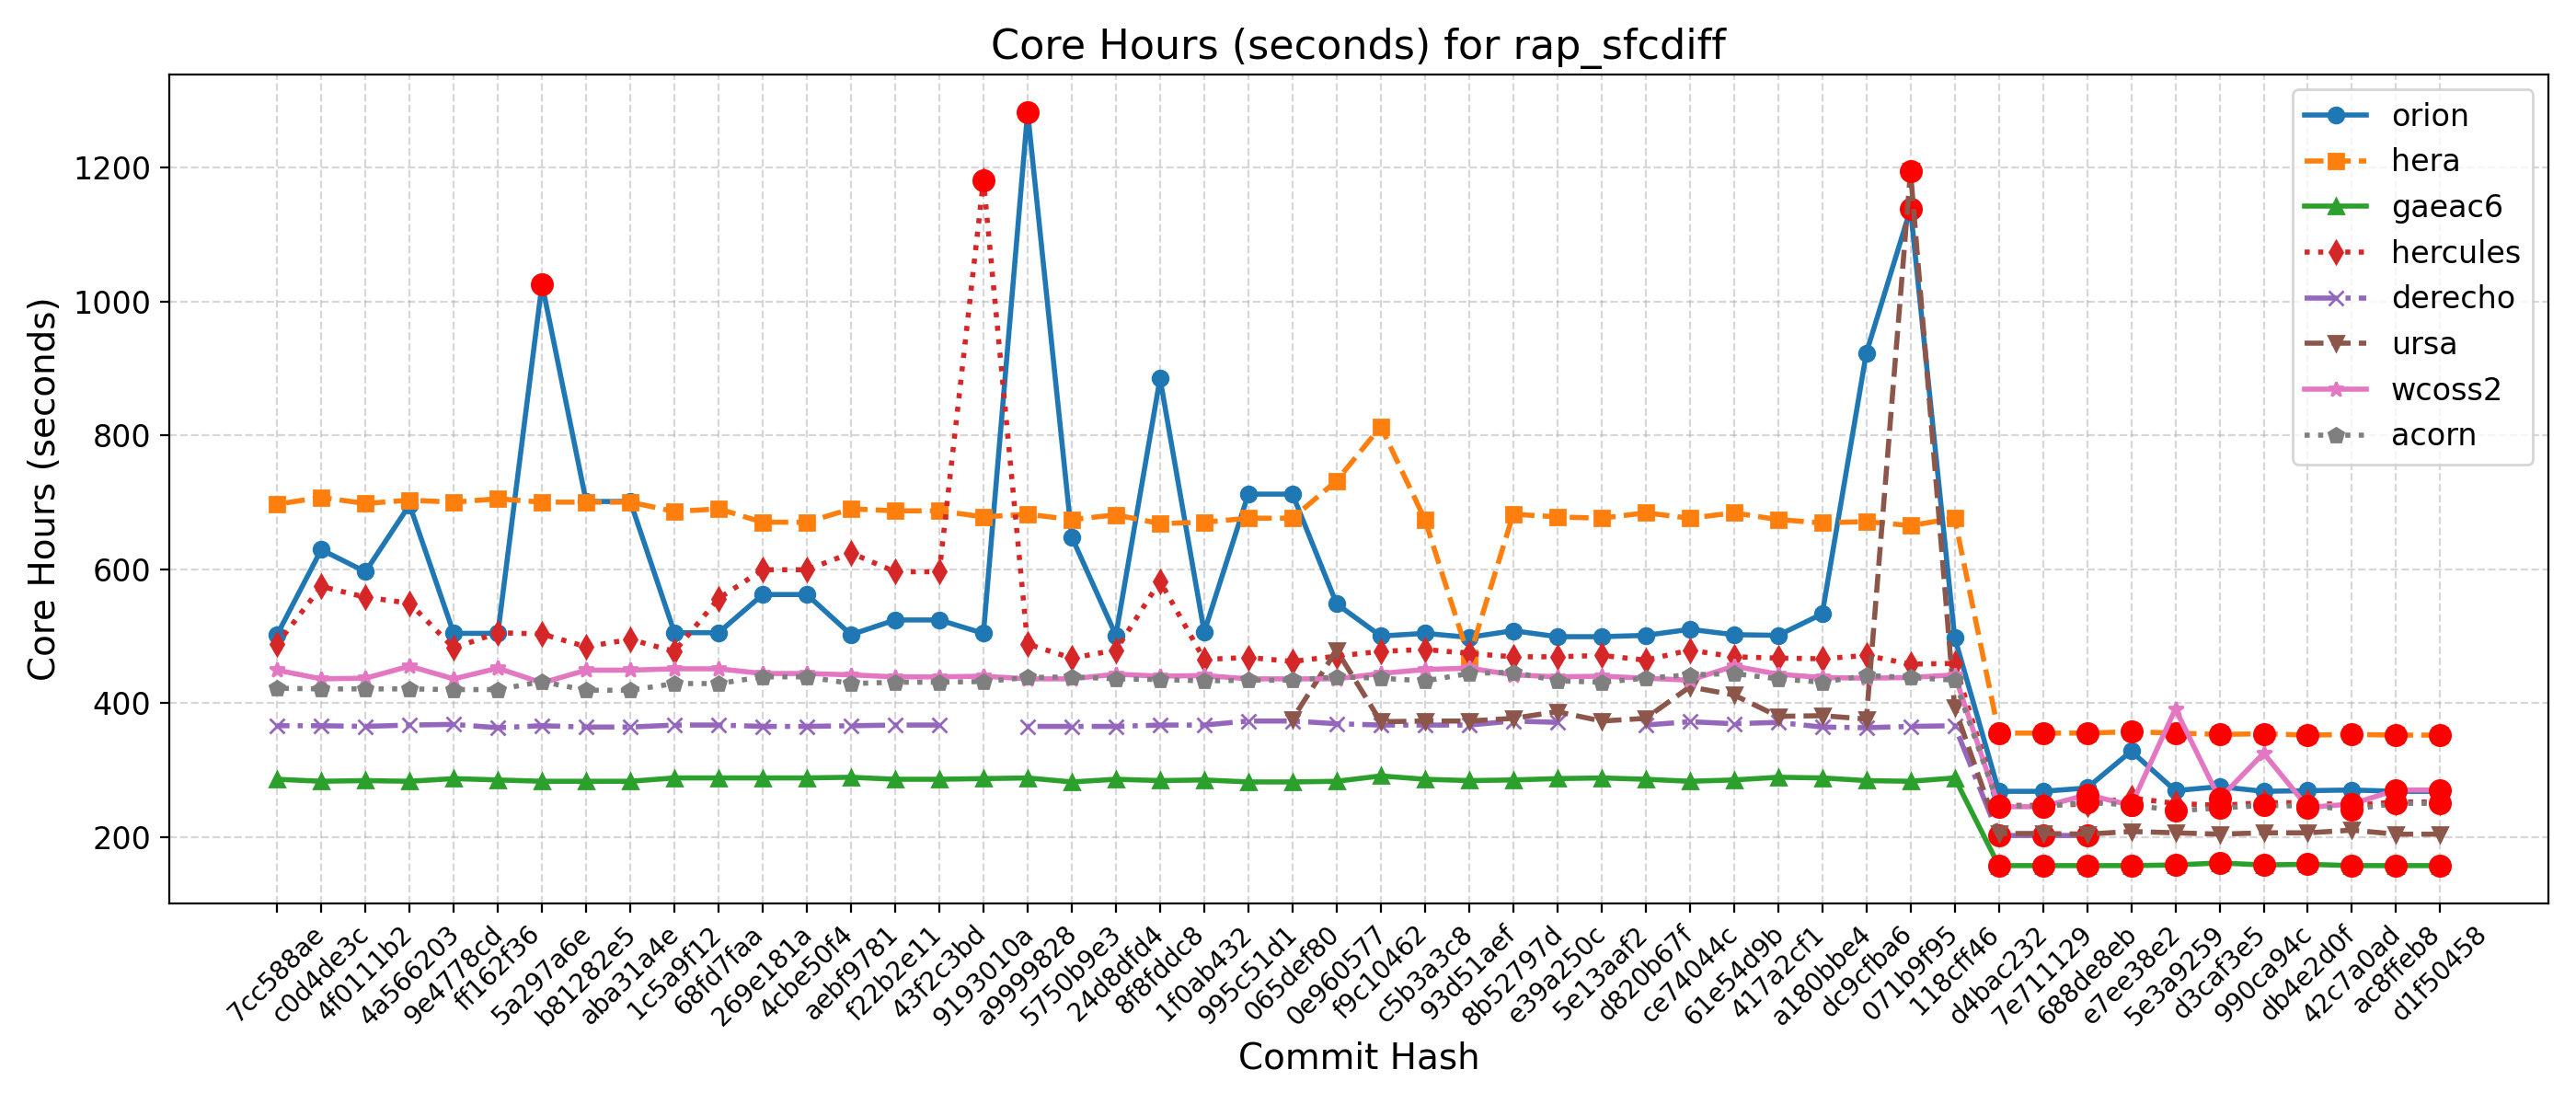 Core Hours (seconds) for rap_sfcdiff
Core Hours (seconds)
1200
1000
800
600
400
200
orion
hera
gaeac6
hercules
derecho
ursa
wcoss2
acorn
7cc588ae
c0d4de3c
4f0111b2
4a566203
9e4778cd
ff162f36
5a297a6e
b81282e5
aba31a4e
1c5a9f12
68fd7faa
269e181a
4cbe50f4
aebf9781
f22b2e11
43f2c3bd
9193010a
a9999828
5750b9e3
24d8dfd4
8f8fddc8
1f0ab432
995c51d1
065def80
0e960577
f9c10462
c5b3a3c8
93d51aef
8b52797d
e39a250c
5e13aaf2
d820b67f
ce74044c
61e54d9b
417a2cf1
a180bbe4
dc9cfba6
071b9f95
118cff46
d4bac232
7e711129
688de8eb
e7ee38e2
5e3a9259
d3caf3e5
990ca94c
db4e2d0f
42c7a0ad
ac8ffeb8
d1f50458
Commit Hash